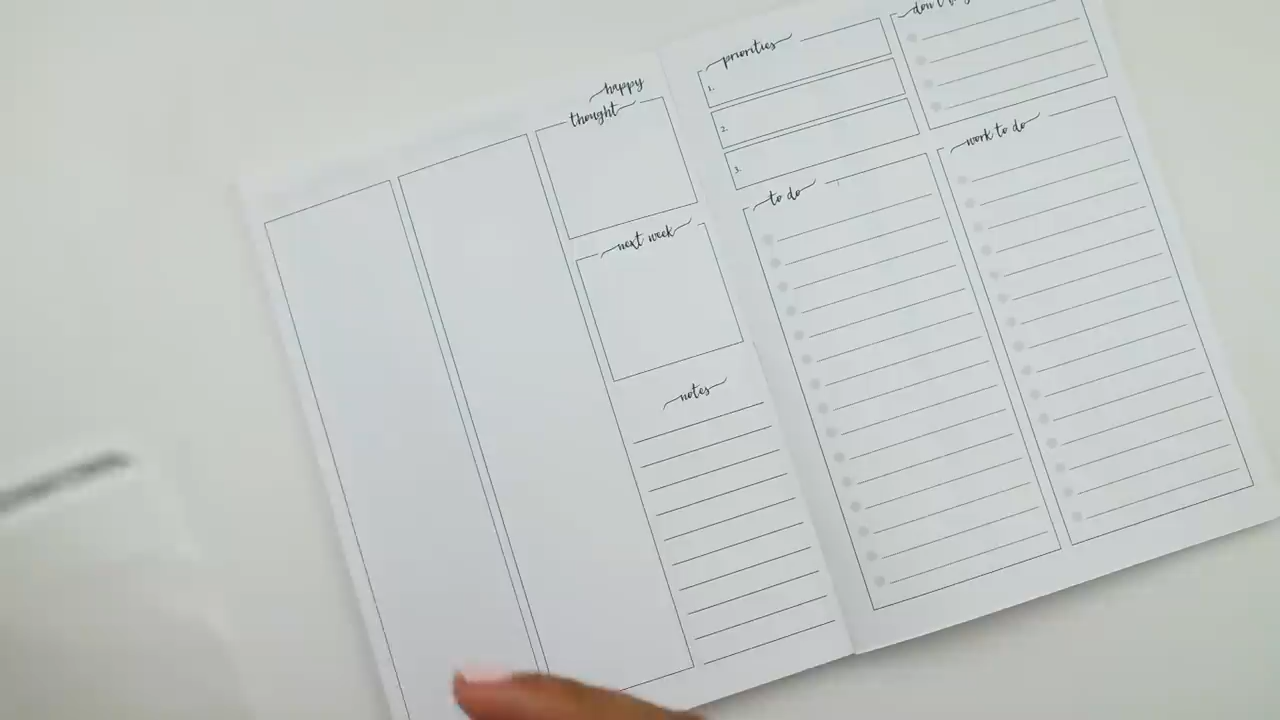 happy
thought
next week
notes
priorities
1.
2.
3.
to do
work to do